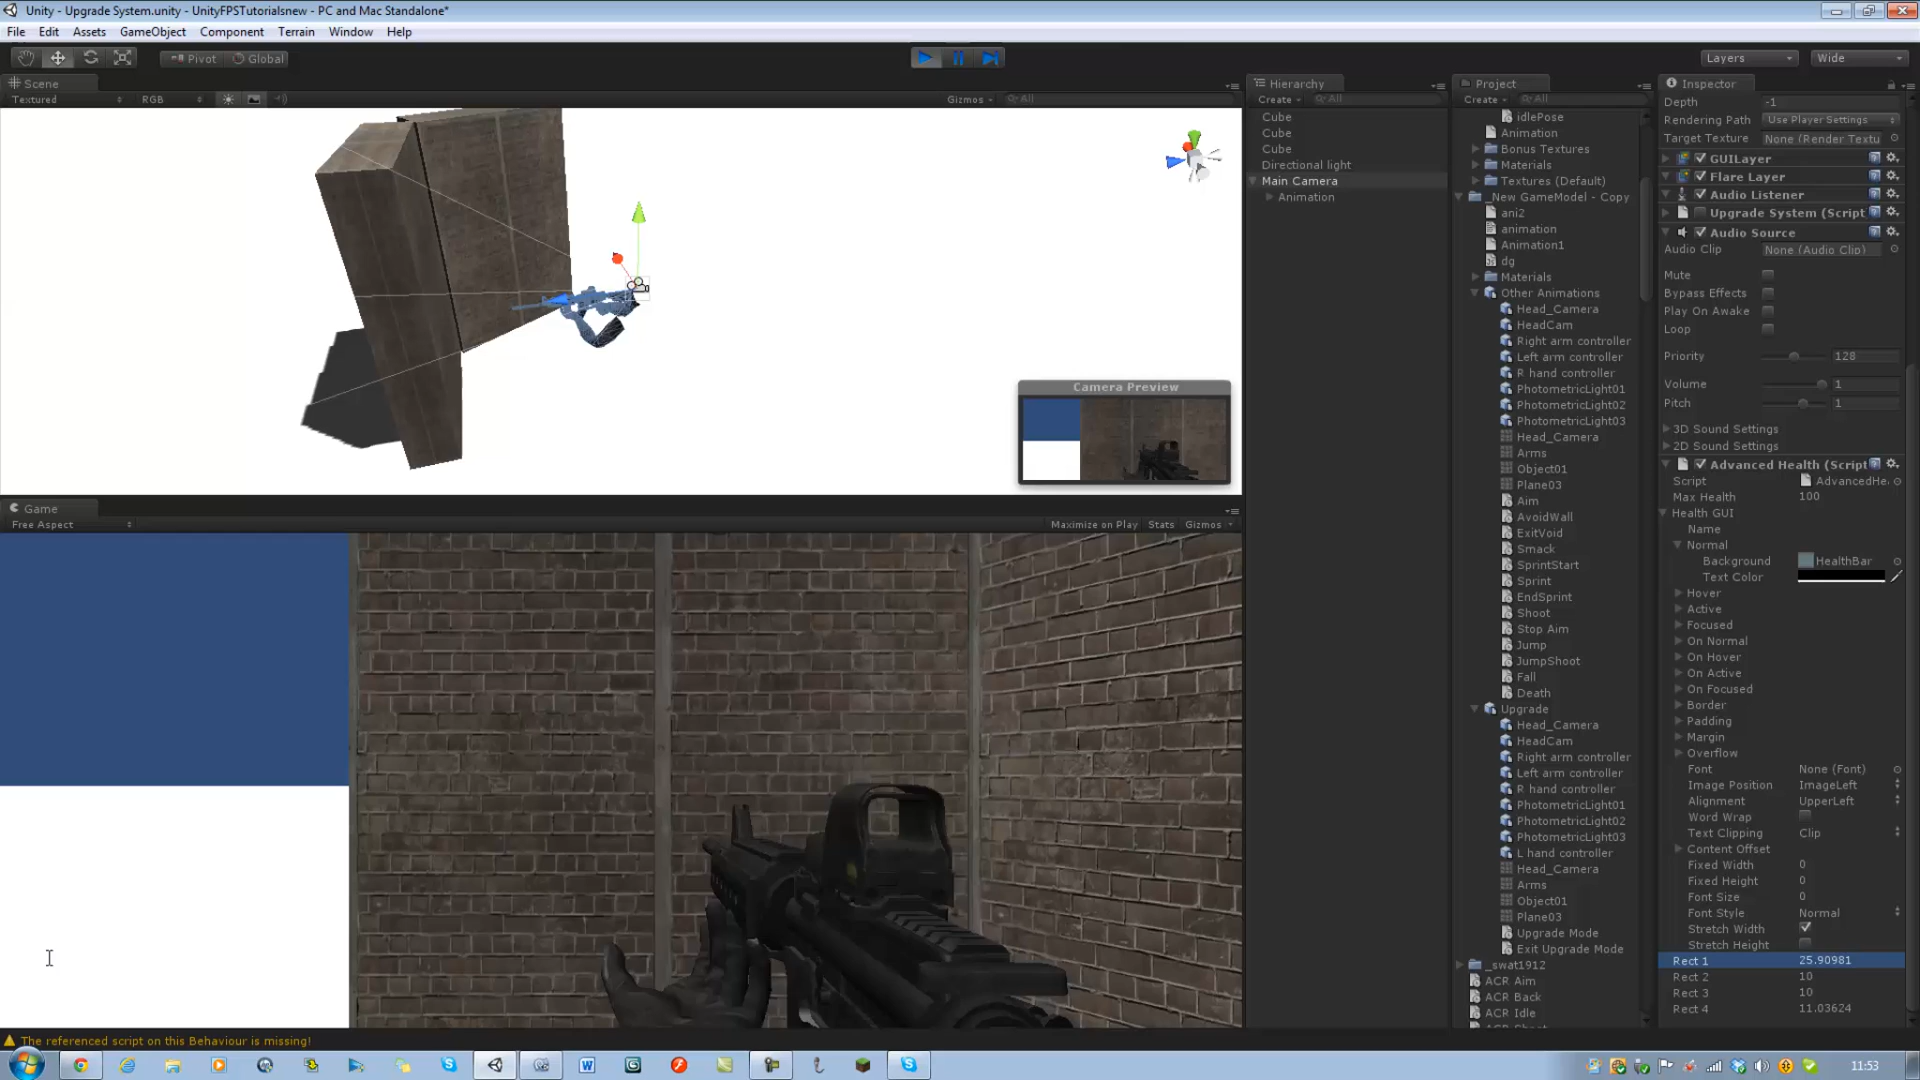 Unity - Upgrade System.unity - UnityFPSTutorialsnew - PC and Mac Standalone*
File Edit Assets GameObject Component Terrain Window Help
Pivot Global
Layers
Wide
Scene
Textured RGB Gizmos All
Camera Preview
Game
Free Aspect Maximize on Play Stats Gizmos
Hierarchy
Create All
Cube
Cube
Cube
Directional light
Main Camera
Animation
Project
Create All
idlePose
Animation
Bonus Textures
Materials
Textures (Default)
_New GameModel - Copy
ani2
animation
Animation1
dg
Materials
Other Animations
Head_Camera
HeadCam
Right arm controller
Left arm controller
R hand controller
PhotometricLight01
PhotometricLight02
PhotometricLight03
Head_Camera
Arms
Object01
Plane03
Aim
AvoidWall
ExitVoid
Smack
SprintStart
Sprint
EndSprint
Shoot
Stop Aim
Jump
JumpShoot
Fall
Death
Upgrade
Head_Camera
HeadCam
Right arm controller
Left arm controller
R hand controller
PhotometricLight01
PhotometricLight02
PhotometricLight03
L hand controller
Head_Camera
Arms
Object01
Plane03
Upgrade Mode
Exit Upgrade Mode
_swat1912
ACR Aim
ACR Back
ACR Idle
Inspector
Depth -1
Rendering Path Use Player Settings
Target Texture None (Render Textu
GUILayer
Flare Layer
Audio Listener
Upgrade System (Script
Audio Source
Audio Clip None (Audio Clip)
Mute
Bypass Effects
Play On Awake
Loop
Priority 128
Volume 1
Pitch 1
3D Sound Settings
2D Sound Settings
Advanced Health (Script
Script AdvancedHea
Max Health 100
Health GUI
Name
Normal
Background HealthBar
Text Color
Hover
Active
Focused
On Normal
On Hover
On Active
On Focused
Border
Padding
Margin
Overflow
Font None (Font)
Image Position ImageLeft
Alignment UpperLeft
Word Wrap
Text Clipping Clip
Content Offset
Fixed Width 0
Fixed Height 0
Font Size 0
Font Style Normal
Stretch Width
Stretch Height
Rect 1 25.90981
Rect 2 10
Rect 3 10
Rect 4 11.03624
The referenced script on this Behaviour is missing!
11:53